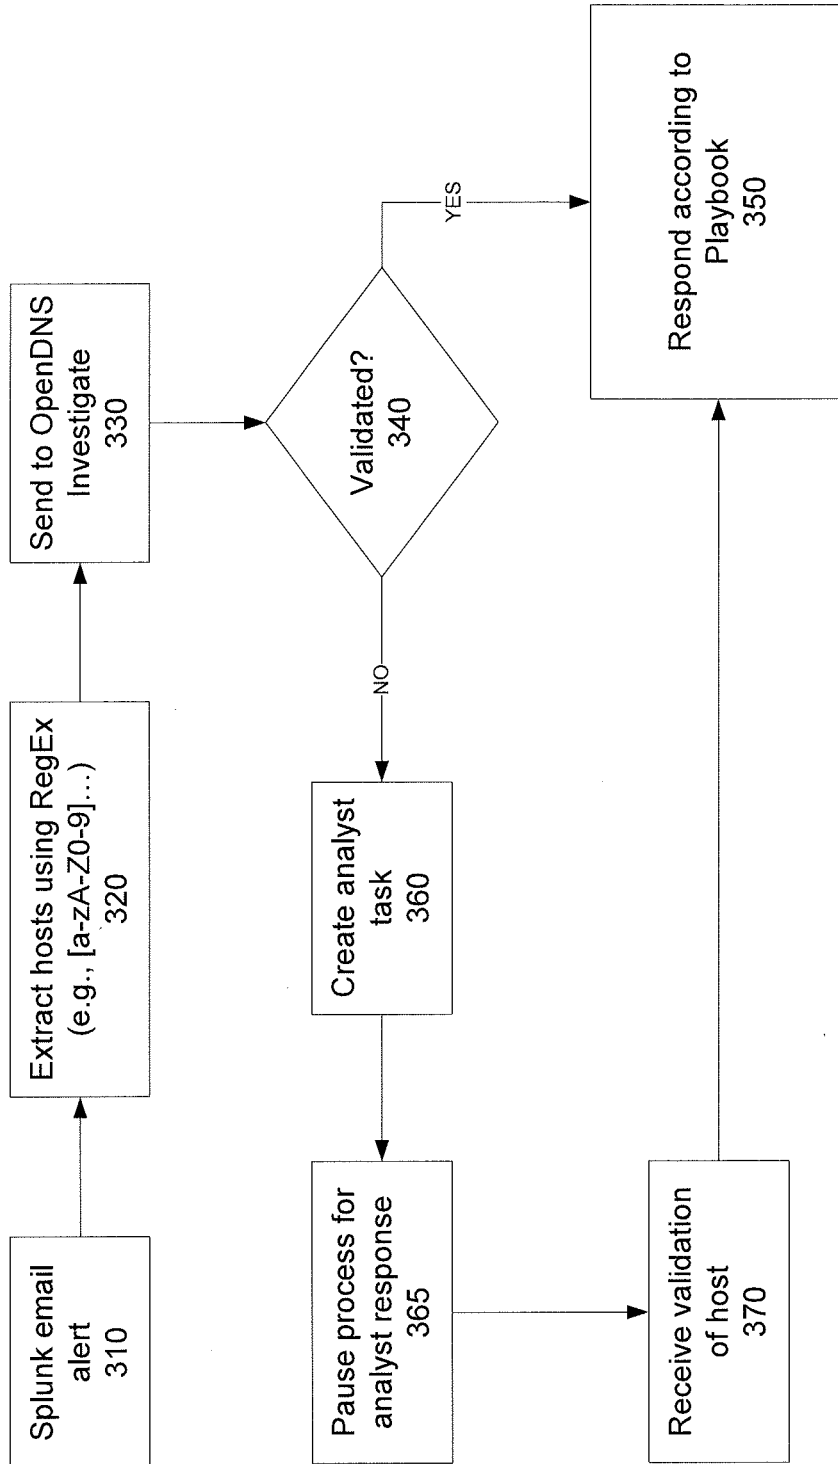 Splunk email
alert
310
Extract hosts using RegEx
(e.g., [a-zA-Z0-9]...)
320
Send to OpenDNS
Investigate
330
Validated?
340
YES
NO
Respond according to
Playbook
350
Create analyst
task
360
Pause process for
analyst response
365
Receive validation
of host
370